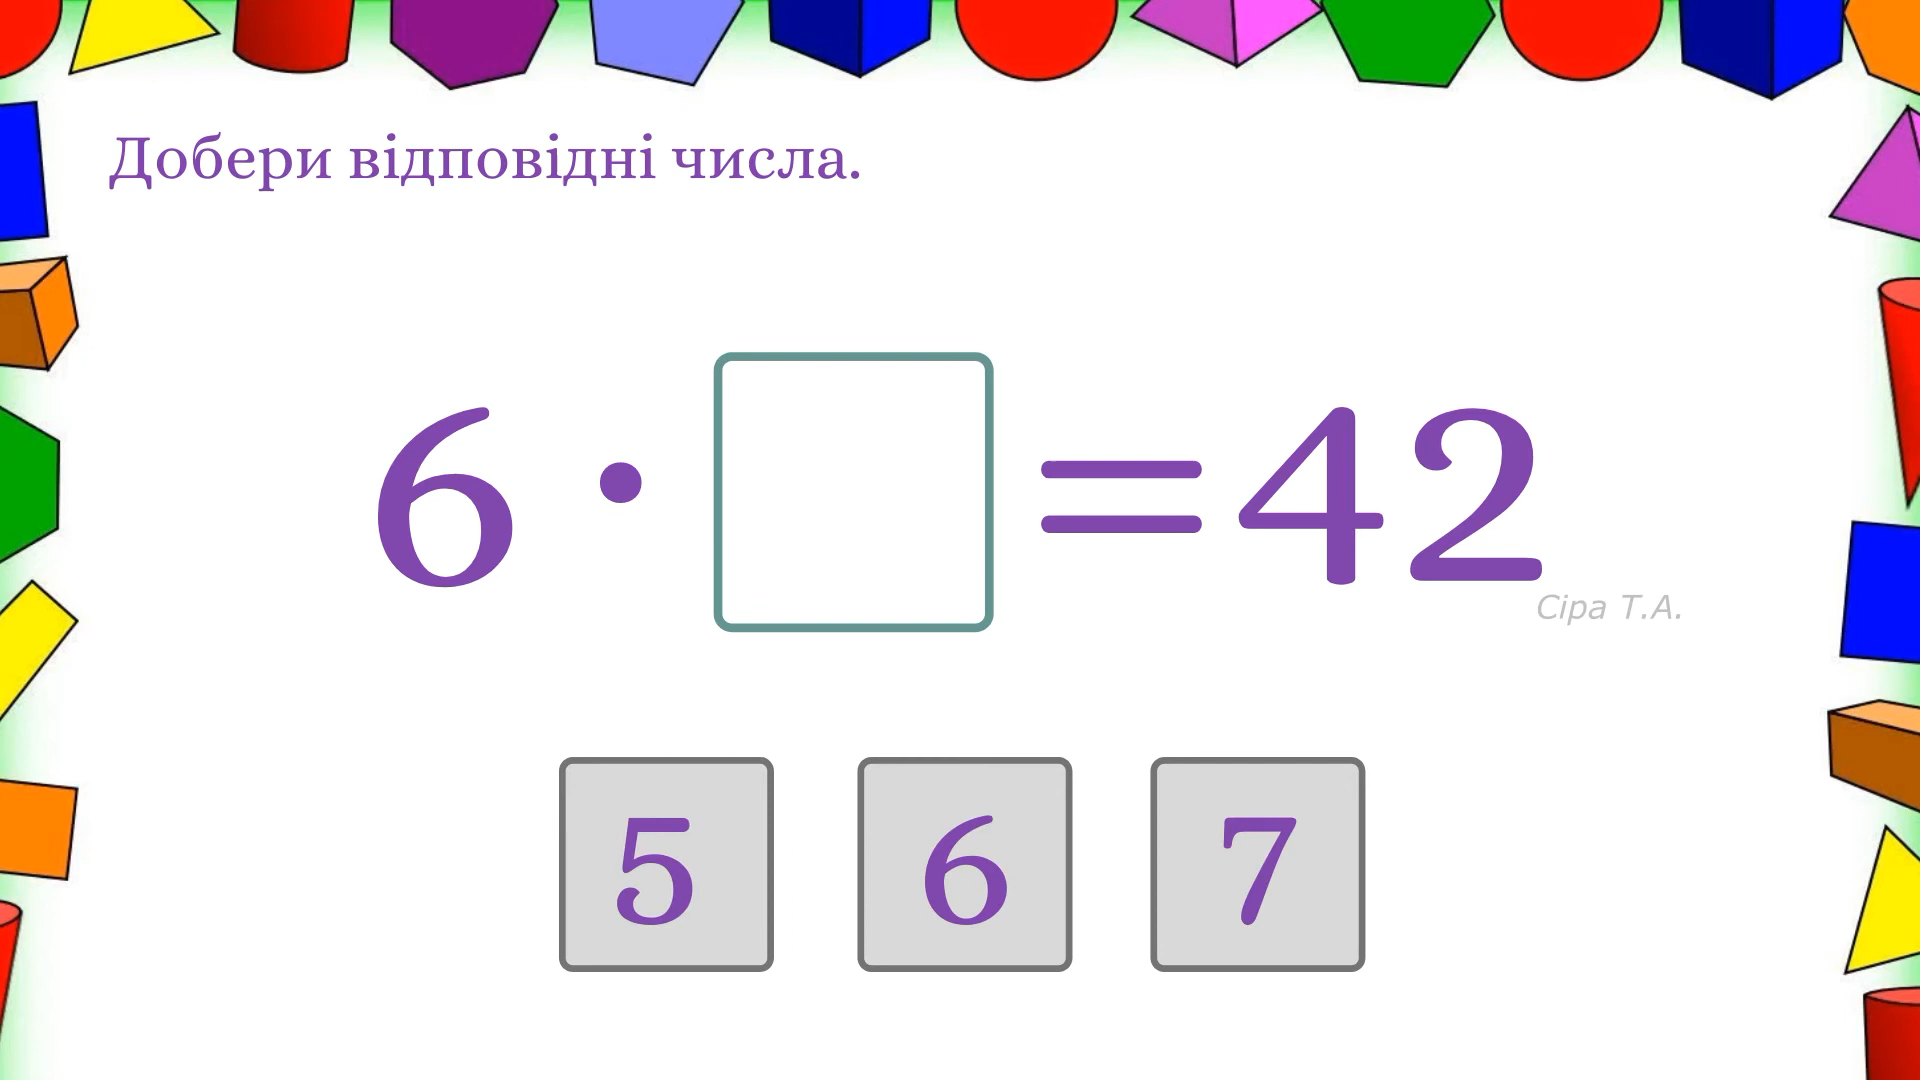 Добери відповідні числа.
6 · = 42
Сіра Т.А.
5 6 7